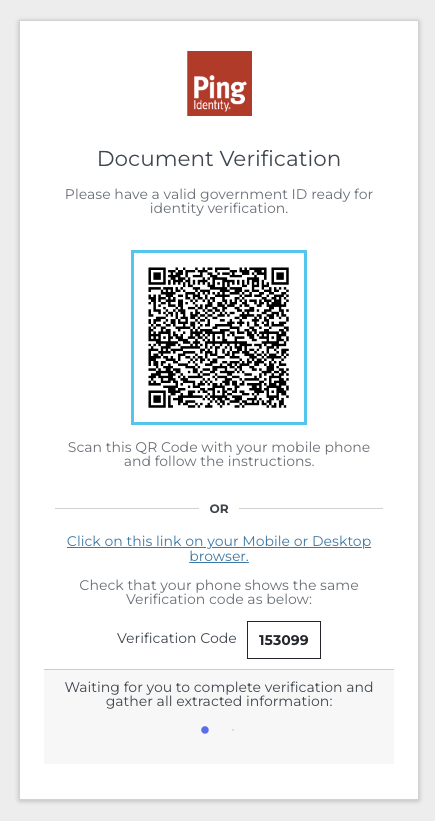 Ping
Identity.
Document Verification
Please have a valid government ID ready for
identity verification.
Scan this QR Code with your mobile phone
and follow the instructions.
OR
Click on this link on your Mobile or Desktop
browser.
Check that your phone shows the same
Verification code as below:
Verification Code 153099
Waiting for you to complete verification and
gather all extracted information: